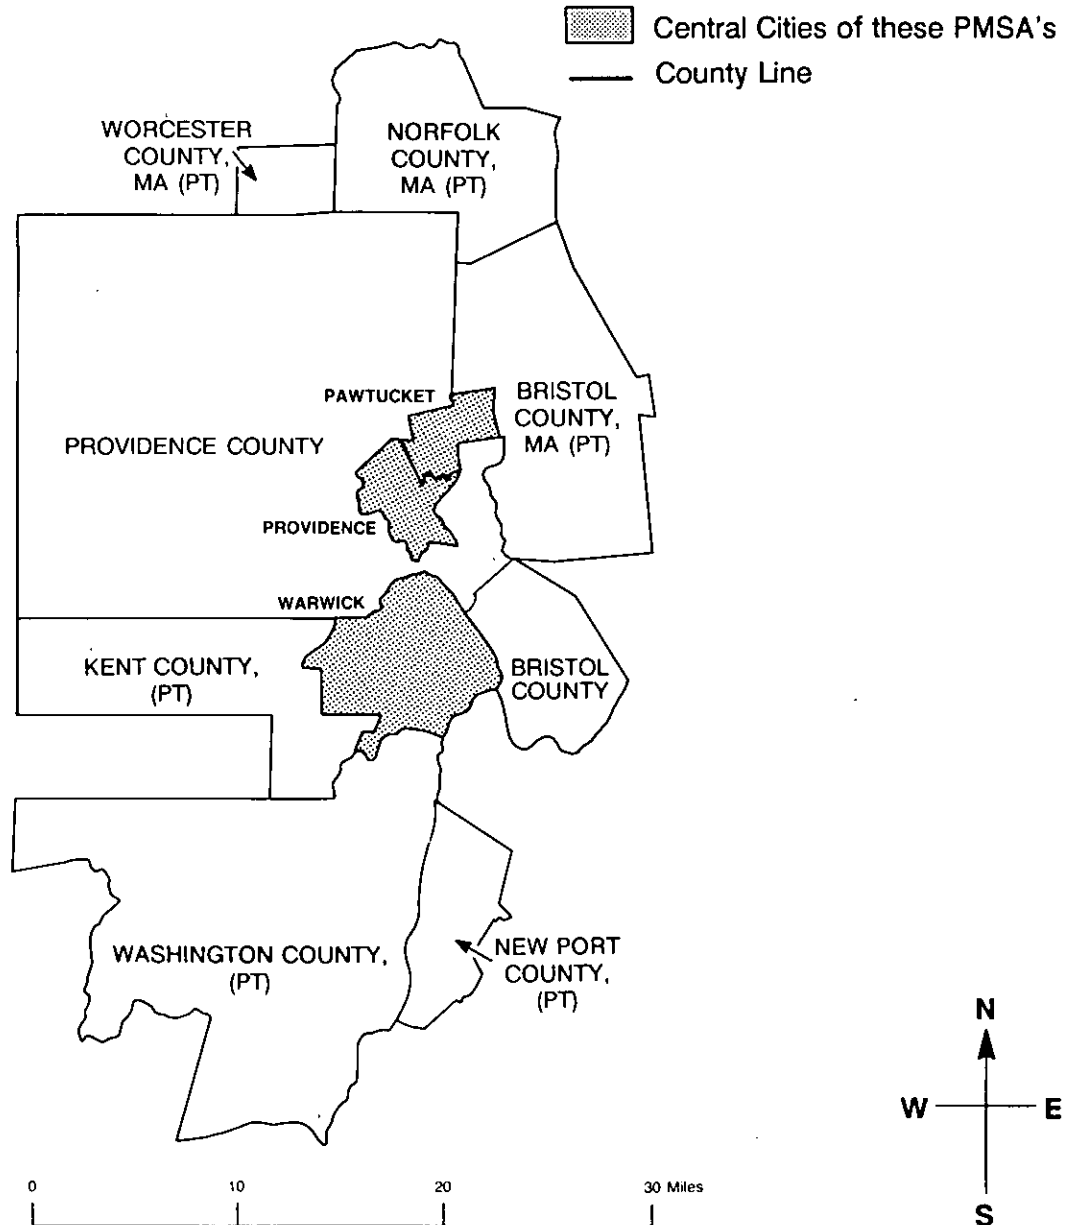 Central Cities of these PMSA's
County Line
WORCESTER
COUNTY,
MA (PT)
NORFOLK
COUNTY,
MA (PT)
PAWTUCKET
BRISTOL
COUNTY,
MA (PT)
PROVIDENCE COUNTY
PROVIDENCE
WARWICK
KENT COUNTY,
(PT)
BRISTOL
COUNTY
WASHINGTON COUNTY,
(PT)
NEW PORT
COUNTY,
(PT)
N
W E
S
0 10 20 30 Miles